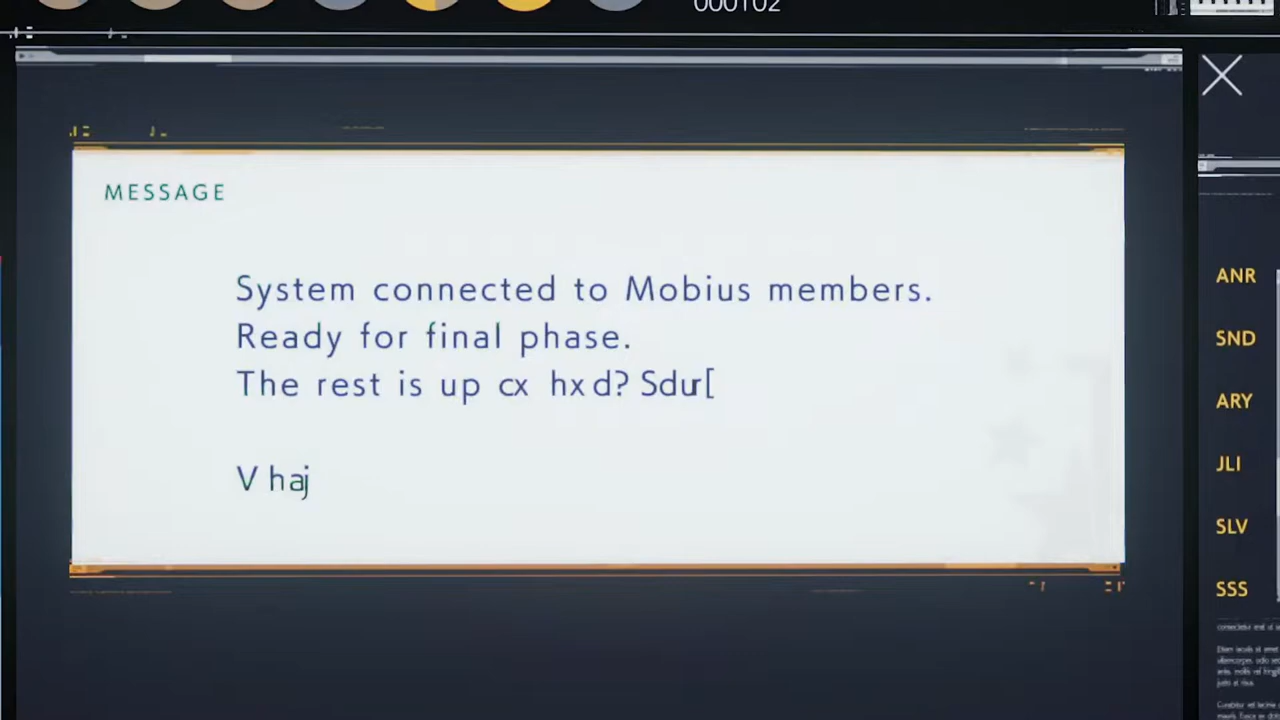 000102
MESSAGE
System connected to Mobius members.
Ready for final phase.
The rest is up cx hxd? Sdur[
V haj
ANR
SND
ARY
JLI
SLV
SSS